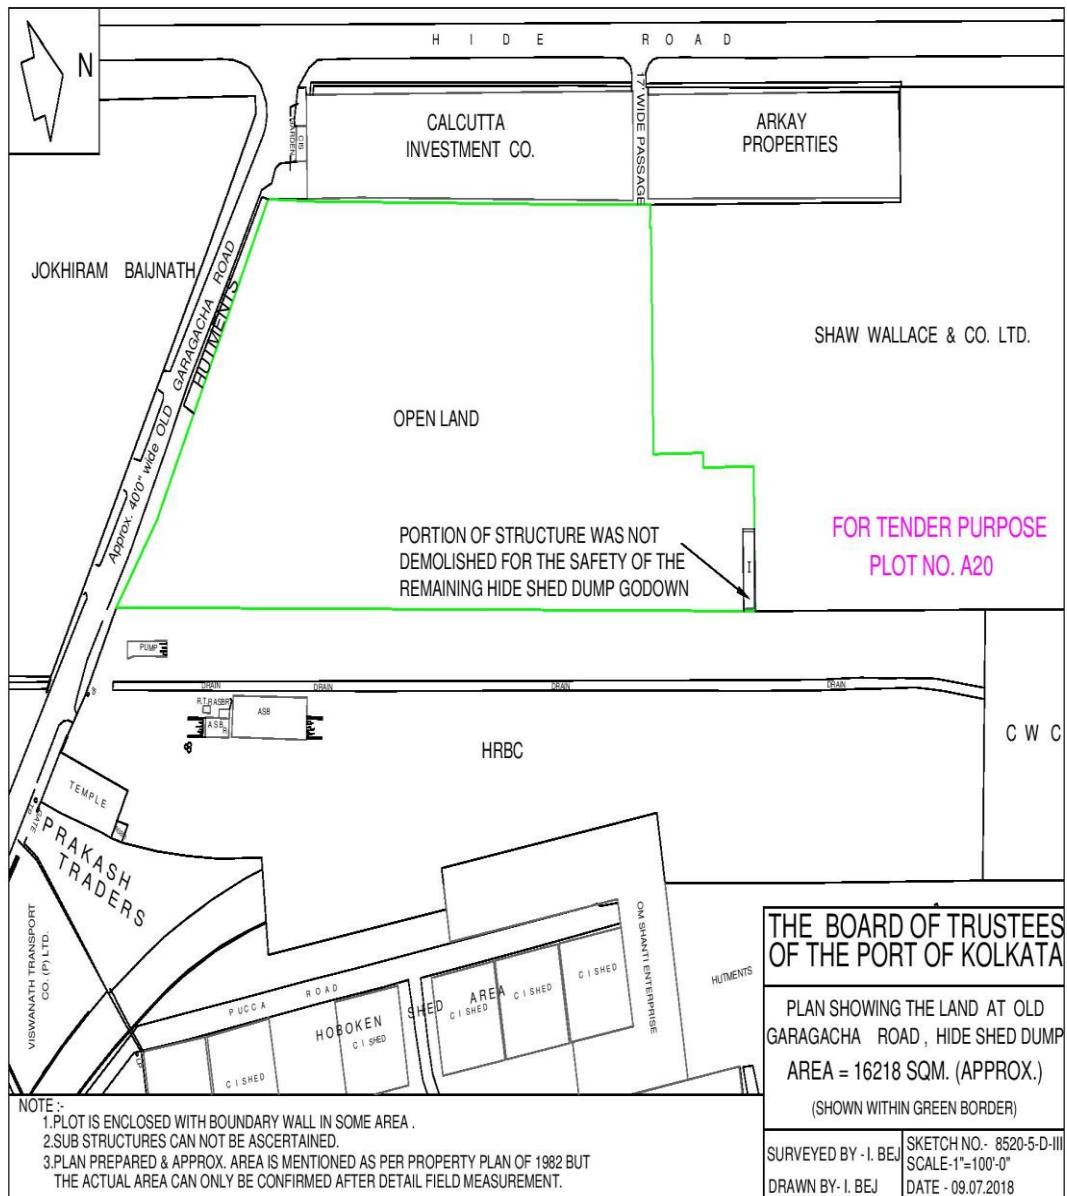 N
H I D E R O A D
17' WIDE PASSAGE
CALCUTTA
INVESTMENT CO.
ARKAY
PROPERTIES
GARDEN
CIS
JOKHIRAM BAIJNATH
Approx. 40'0" wide OLD GARAGACHA ROAD
HUTMENTS
SHAW WALLACE & CO. LTD.
OPEN LAND
PORTION OF STRUCTURE WAS NOT
DEMOLISHED FOR THE SAFETY OF THE
REMAINING HIDE SHED DUMP GODOWN
I
FOR TENDER PURPOSE
PLOT NO. A20
PUMP
DRAIN
DRAIN
DRAIN
DRAIN
ASB
A S B
HRBC
C W C
TEMPLE
GATE
PRAKASH
TRADERS
VISWANATH TRANSPORT
CO. (P) LTD.
PUCCA ROAD
HOBOKEN SHED AREA
C I SHED
C I SHED
C I SHED
C I SHED
C I SHED
OM SHANTI ENTERPRISE
HUTMENTS
THE BOARD OF TRUSTEES
OF THE PORT OF KOLKATA
PLAN SHOWING THE LAND AT OLD
GARAGACHA ROAD , HIDE SHED DUMP
AREA = 16218 SQM. (APPROX.)
(SHOWN WITHIN GREEN BORDER)
SURVEYED BY - I. BEJ
DRAWN BY- I. BEJ
SKETCH NO.- 8520-5-D-III
SCALE-1"=100'-0"
DATE - 09.07.2018
NOTE :-
1.PLOT IS ENCLOSED WITH BOUNDARY WALL IN SOME AREA .
2.SUB STRUCTURES CAN NOT BE ASCERTAINED.
3.PLAN PREPARED & APPROX. AREA IS MENTIONED AS PER PROPERTY PLAN OF 1982 BUT
THE ACTUAL AREA CAN ONLY BE CONFIRMED AFTER DETAIL FIELD MEASUREMENT.